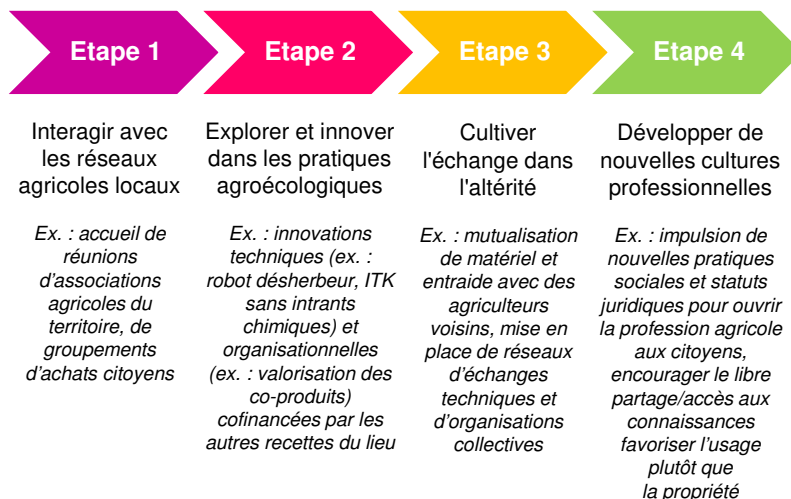 Etape 1
Etape 2
Etape 3
Etape 4
Interagir avec
les réseaux
agricoles locaux
Ex. : accueil de
réunions
d'associations
agricoles du
territoire, de
groupements
d'achats citoyens
Explorer et innover
dans les pratiques
agroécologiques
Ex. : innovations
techniques (ex. :
robot désherbeur, ITK
sans intrants
chimiques) et
organisationnelles
(ex. : valorisation des
co-produits)
cofinancées par les
autres recettes du lieu
Cultiver
l'échange dans
l'altérité
Ex. : mutualisation
de matériel et
entraide avec des
agriculteurs
voisins, mise en
place de réseaux
d'échanges
techniques et
d'organisations
collectives
Développer de
nouvelles cultures
professionnelles
Ex. : impulsion de
nouvelles pratiques
sociales et statuts
juridiques pour ouvrir
la profession agricole
aux citoyens,
encourager le libre
partage/accès aux
connaissances
favoriser l'usage
plutôt que
la propriété